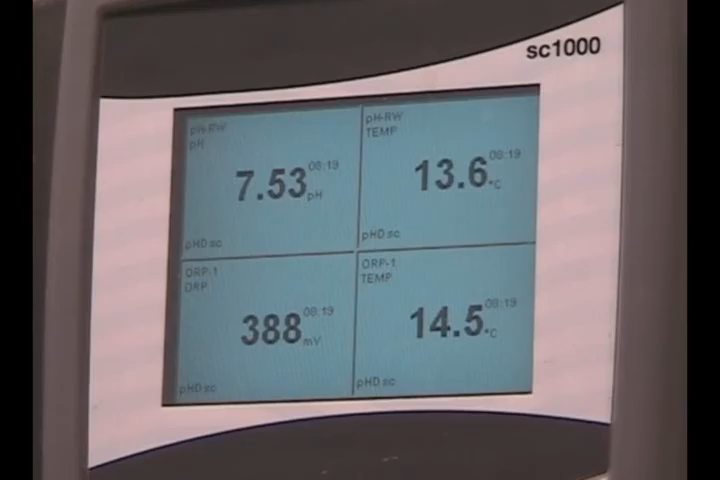 sc1000
pH-RW
pH
08:19
7.53 pH
pHD sc
pH-RW
TEMP
08:19
13.6 °C
pHD sc
ORP-1
ORP
08:19
388 mV
pHD sc
ORP-1
TEMP
08:19
14.5 °C
pHD sc